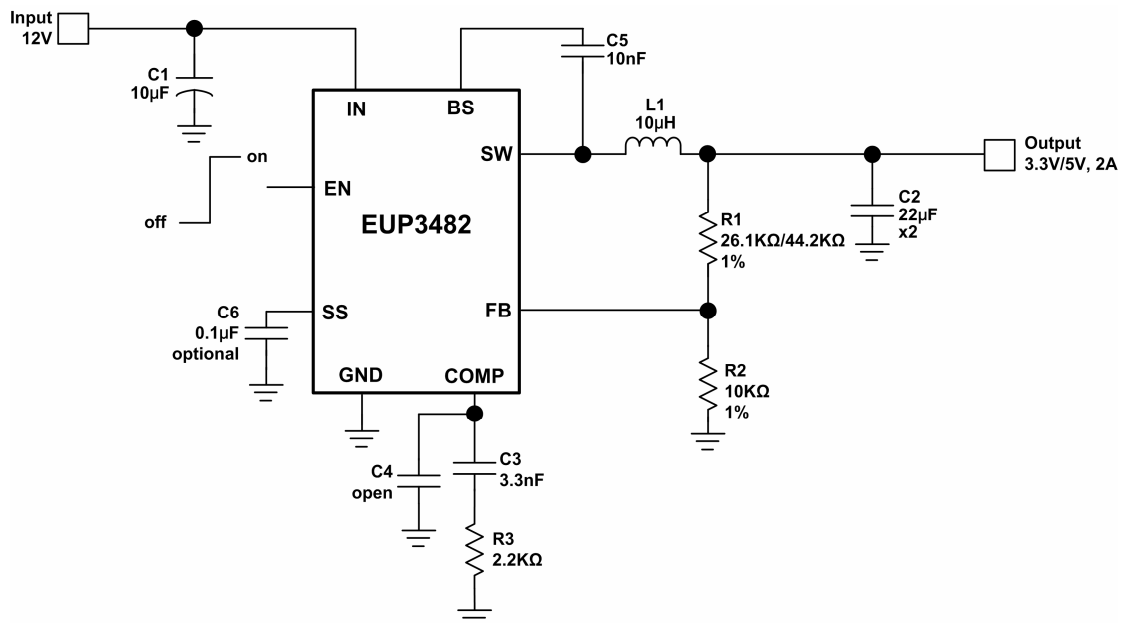 Input
12V
C1
10µF
IN
BS
C5
10nF
L1
10µH
SW
Output
3.3V/5V, 2A
on
off
EN
EUP3482
C2
22µF
x2
R1
26.1KΩ/44.2KΩ
1%
C6
0.1µF
optional
SS
FB
GND
COMP
R2
10KΩ
1%
C4
open
C3
3.3nF
R3
2.2KΩ